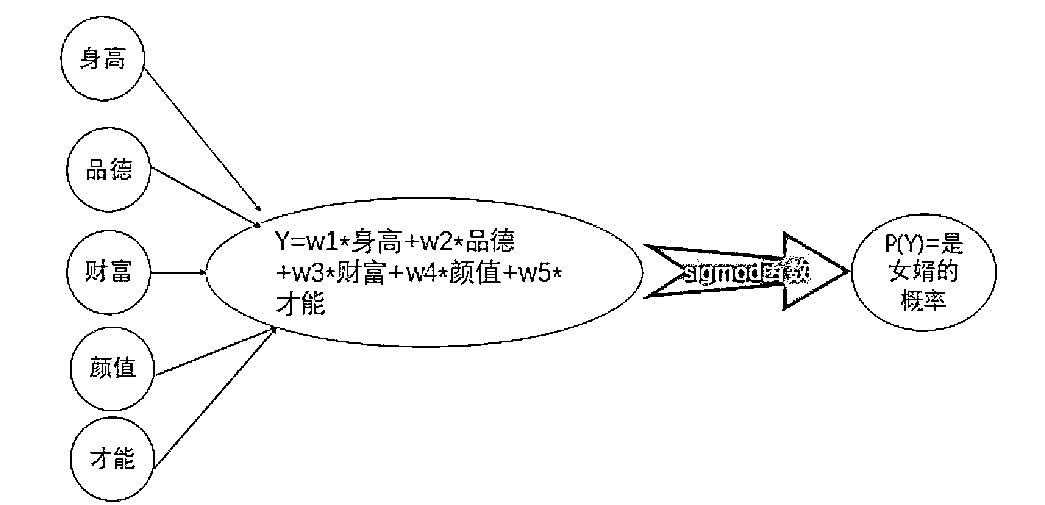 身高
品德
财富
颜值
才能
Y=w1*身高+w2*品德
+w3*财富+w4*颜值+w5*
才能
sigmod函数
P(Y)=是
女婿的
概率